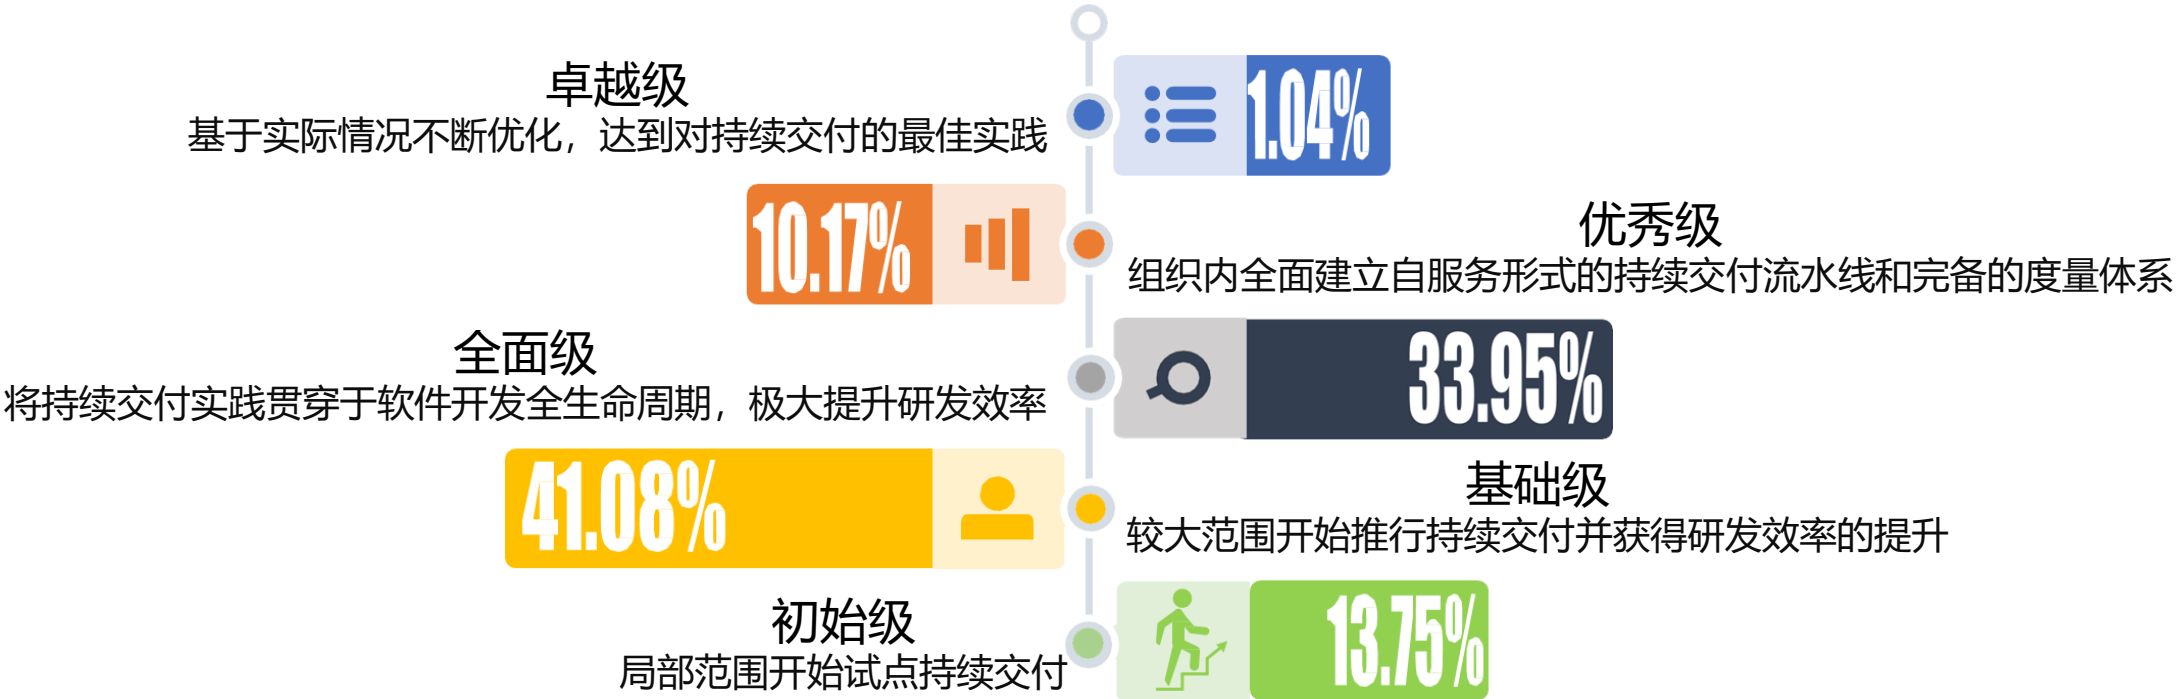 卓越级
基于实际情况不断优化，达到对持续交付的最佳实践
1.04%
优秀级
组织内全面建立自服务形式的持续交付流水线和完备的度量体系
10.17%
全面级
将持续交付实践贯穿于软件开发全生命周期，极大提升研发效率
33.95%
基础级
较大范围开始推行持续交付并获得研发效率的提升
41.08%
初始级
局部范围开始试点持续交付
13.75%